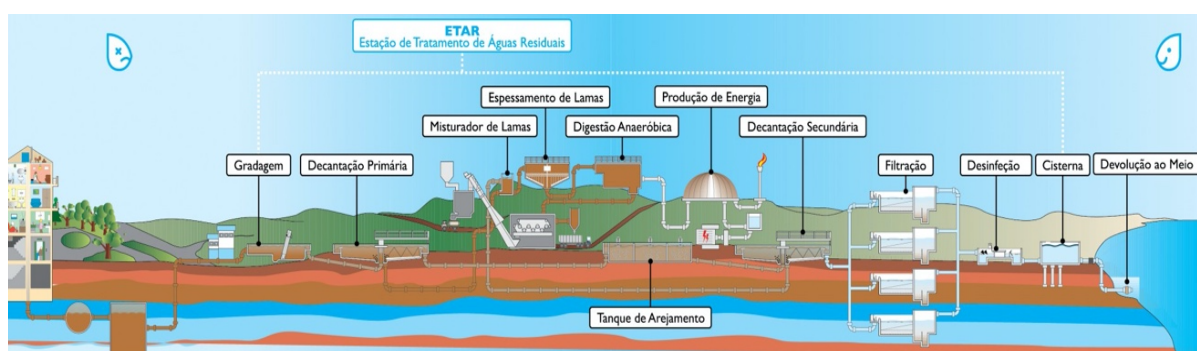 ETAR
Estação de Tratamento de Águas Residuais
Espessamento de Lamas
Produção de Energia
Misturador de Lamas
Digestão Anaeróbica
Decantação Secundária
Gradagem
Decantação Primária
Filtração
Desinfeção
Cisterna
Devolução ao Meio
Tanque de Arejamento